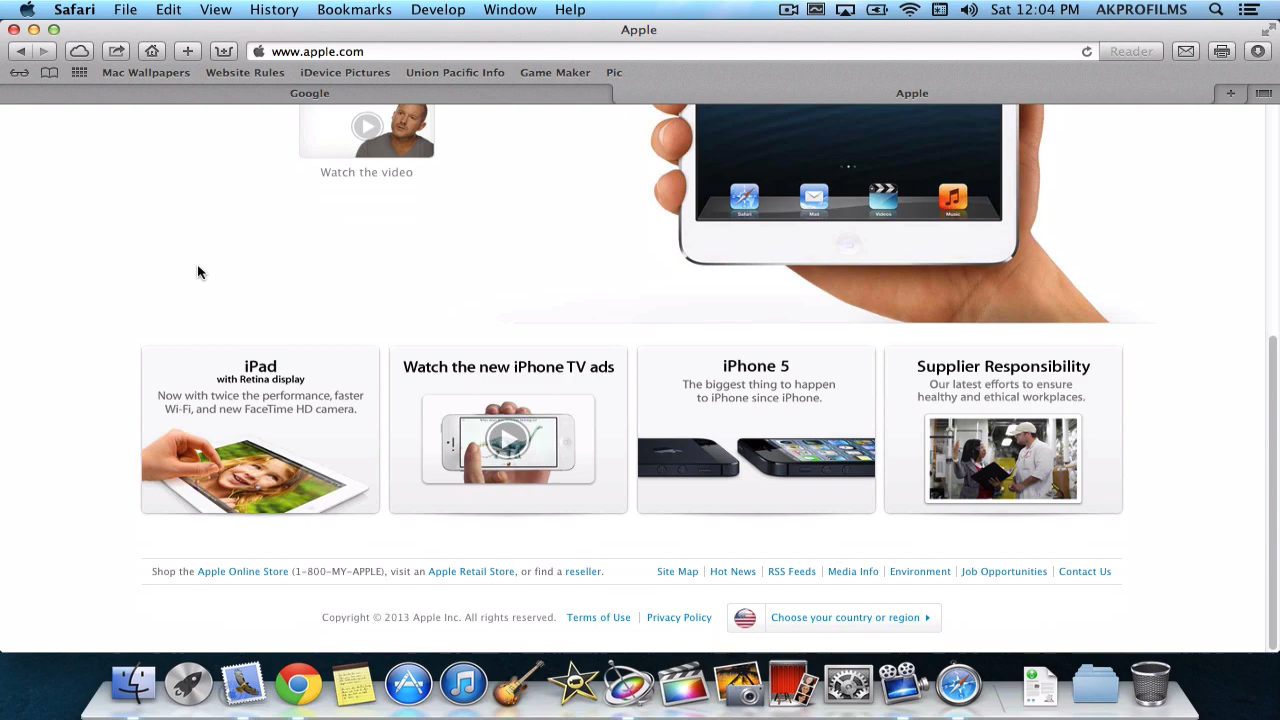 Safari File Edit View History Bookmarks Develop Window Help Sat 12:04 PM AKPROFILMS
Apple
www.apple.com Reader
Mac Wallpapers Website Rules iDevice Pictures Union Pacific Info Game Maker Pic
Google Apple
Watch the video
Safari Mail Videos Music
iPad
with Retina display
Now with twice the performance, faster
Wi-Fi, and new FaceTime HD camera.
Watch the new iPhone TV ads
iPhone 5
The biggest thing to happen
to iPhone since iPhone.
Supplier Responsibility
Our latest efforts to ensure
healthy and ethical workplaces.
Shop the Apple Online Store (1-800-MY-APPLE), visit an Apple Retail Store, or find a reseller.
Site Map Hot News RSS Feeds Media Info Environment Job Opportunities Contact Us
Copyright © 2013 Apple Inc. All rights reserved. Terms of Use Privacy Policy Choose your country or region